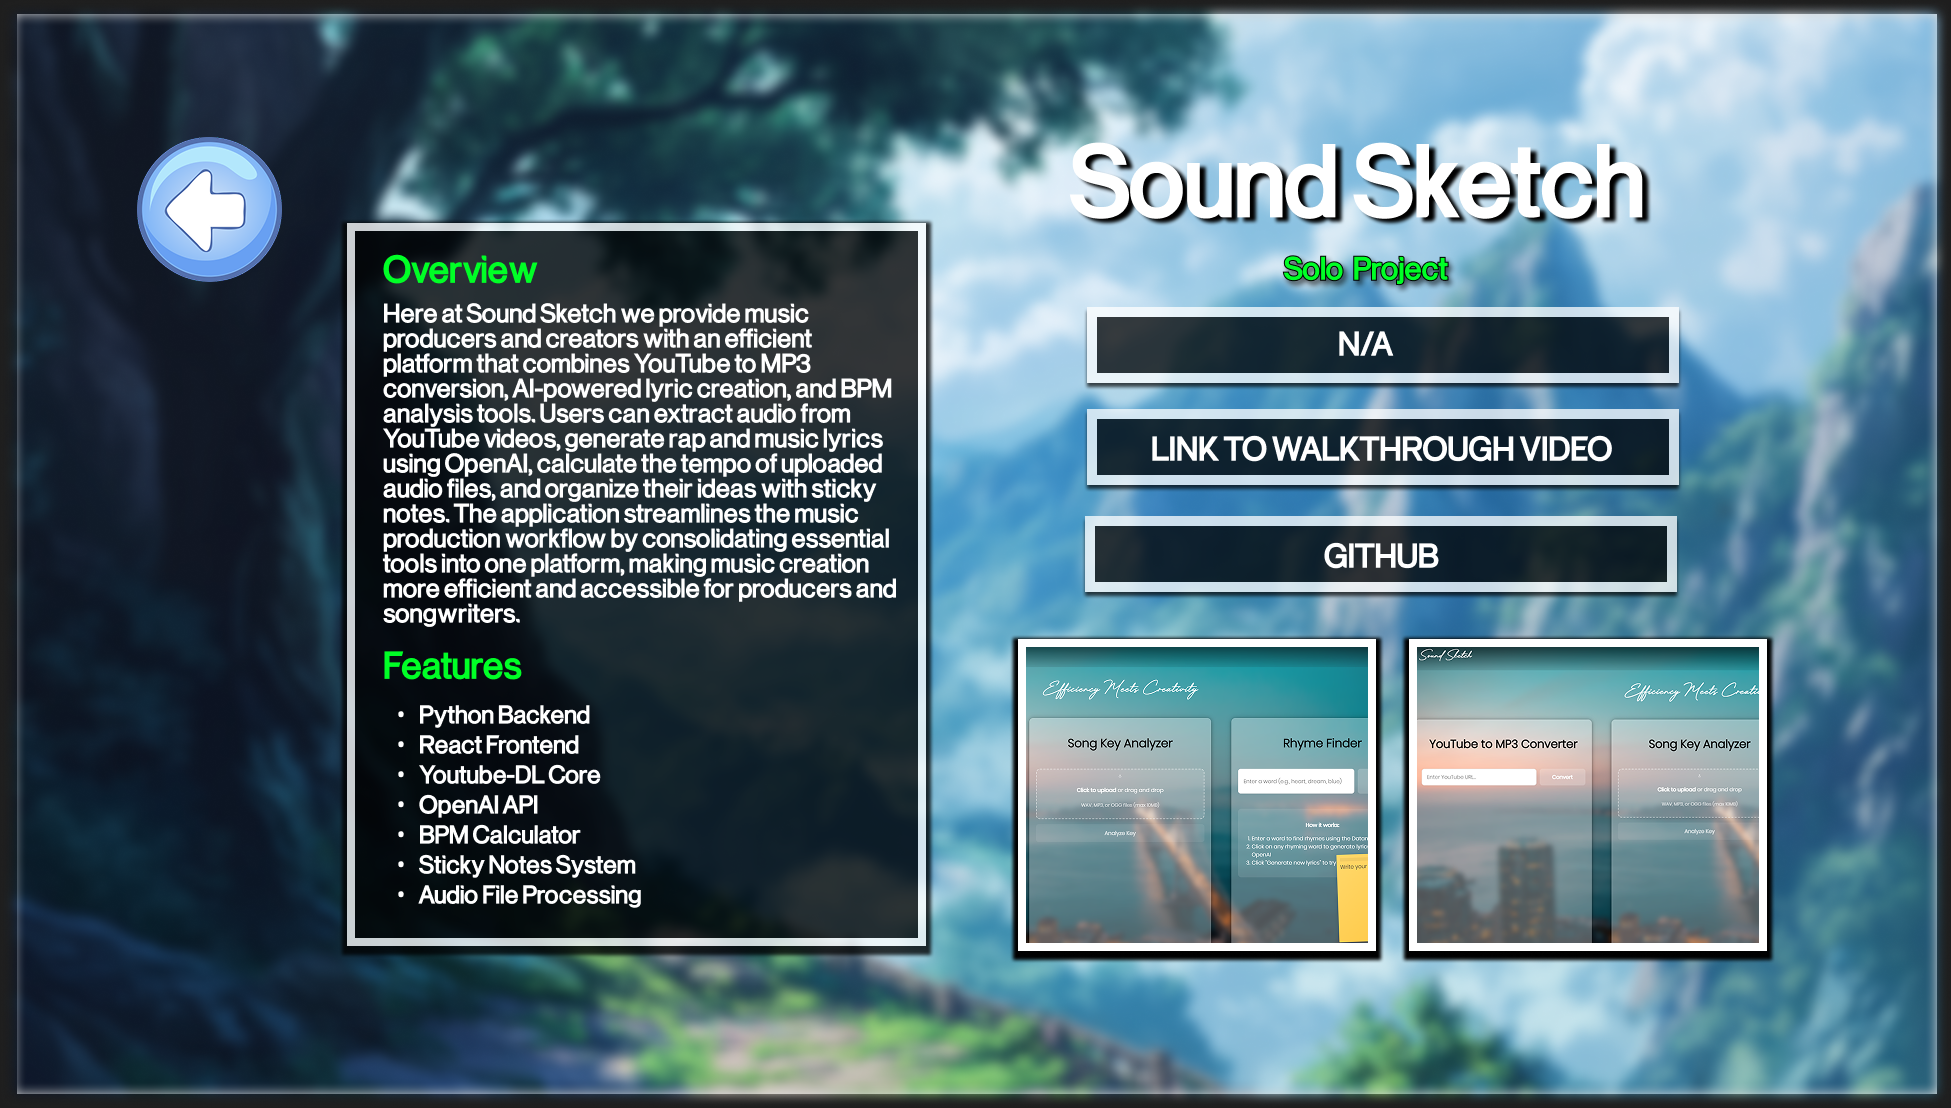 Sound Sketch
Solo Project
N/A
LINK TO WALKTHROUGH VIDEO
GITHUB
Overview
Here at Sound Sketch we provide music
producers and creators with an efficient
platform that combines YouTube to MP3
conversion, AI-powered lyric creation, and BPM
analysis tools. Users can extract audio from
YouTube videos, generate rap and music lyrics
using OpenAI, calculate the tempo of uploaded
audio files, and organize their ideas with sticky
notes. The application streamlines the music
production workflow by consolidating essential
tools into one platform, making music creation
more efficient and accessible for producers and
songwriters.
Features
• Python Backend
• React Frontend
• Youtube-DL Core
• OpenAI API
• BPM Calculator
• Sticky Notes System
• Audio File Processing
Efficiency Meets Creativity
Song Key Analyzer
Click to upload or drag and drop
WAV, MP3, or OGG files (max 10MB)
Analyze Key
Rhyme Finder
Enter a word (e.g., heart, dream, blue)
How it works:
1. Enter a word to find rhymes using the
2. Click on any rhyming word to generate
OpenAI
3. Click "Generate new lyrics" to try
Write your
Sound Sketch
Efficiency Meets
YouTube to MP3 Converter
Enter YouTube URL...
Convert
Song Key Analyzer
Click to upload or drag and drop
WAV, MP3, or OGG files (max 10MB)
Analyze Key